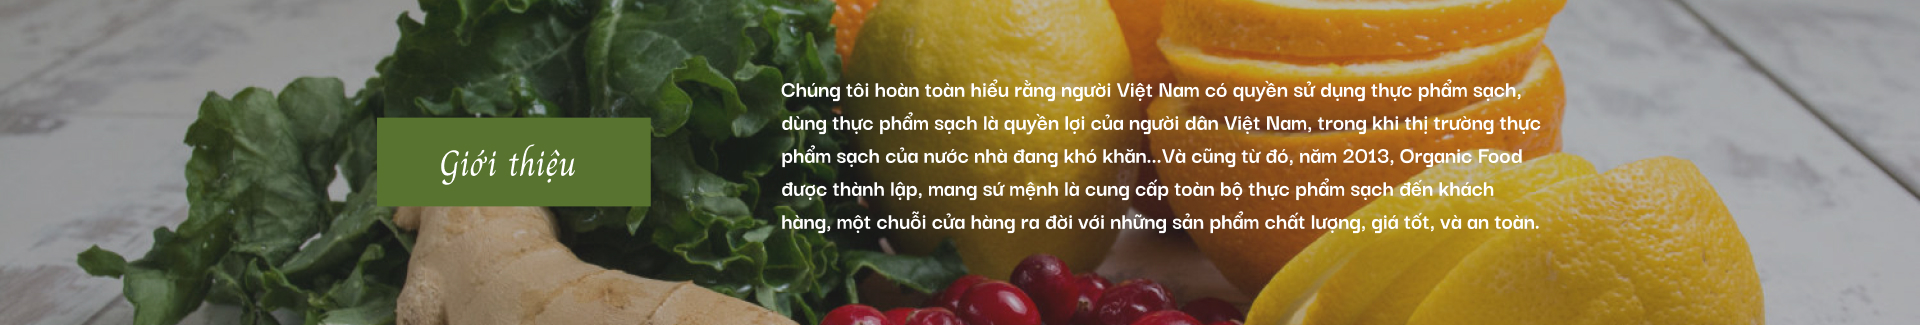 Giới thiệu
Chúng tôi hoàn toàn hiểu rằng người Việt Nam có quyền sử dụng thực phẩm sạch,
dùng thực phẩm sạch là quyền lợi của người dân Việt Nam, trong khi thị trường thực
phẩm sạch của nước nhà đang khó khăn...Và cũng từ đó, năm 2013, Organic Food
được thành lập, mang sứ mệnh là cung cấp toàn bộ thực phẩm sạch đến khách
hàng, một chuỗi cửa hàng ra đời với những sản phẩm chất lượng, giá tốt, và an toàn.